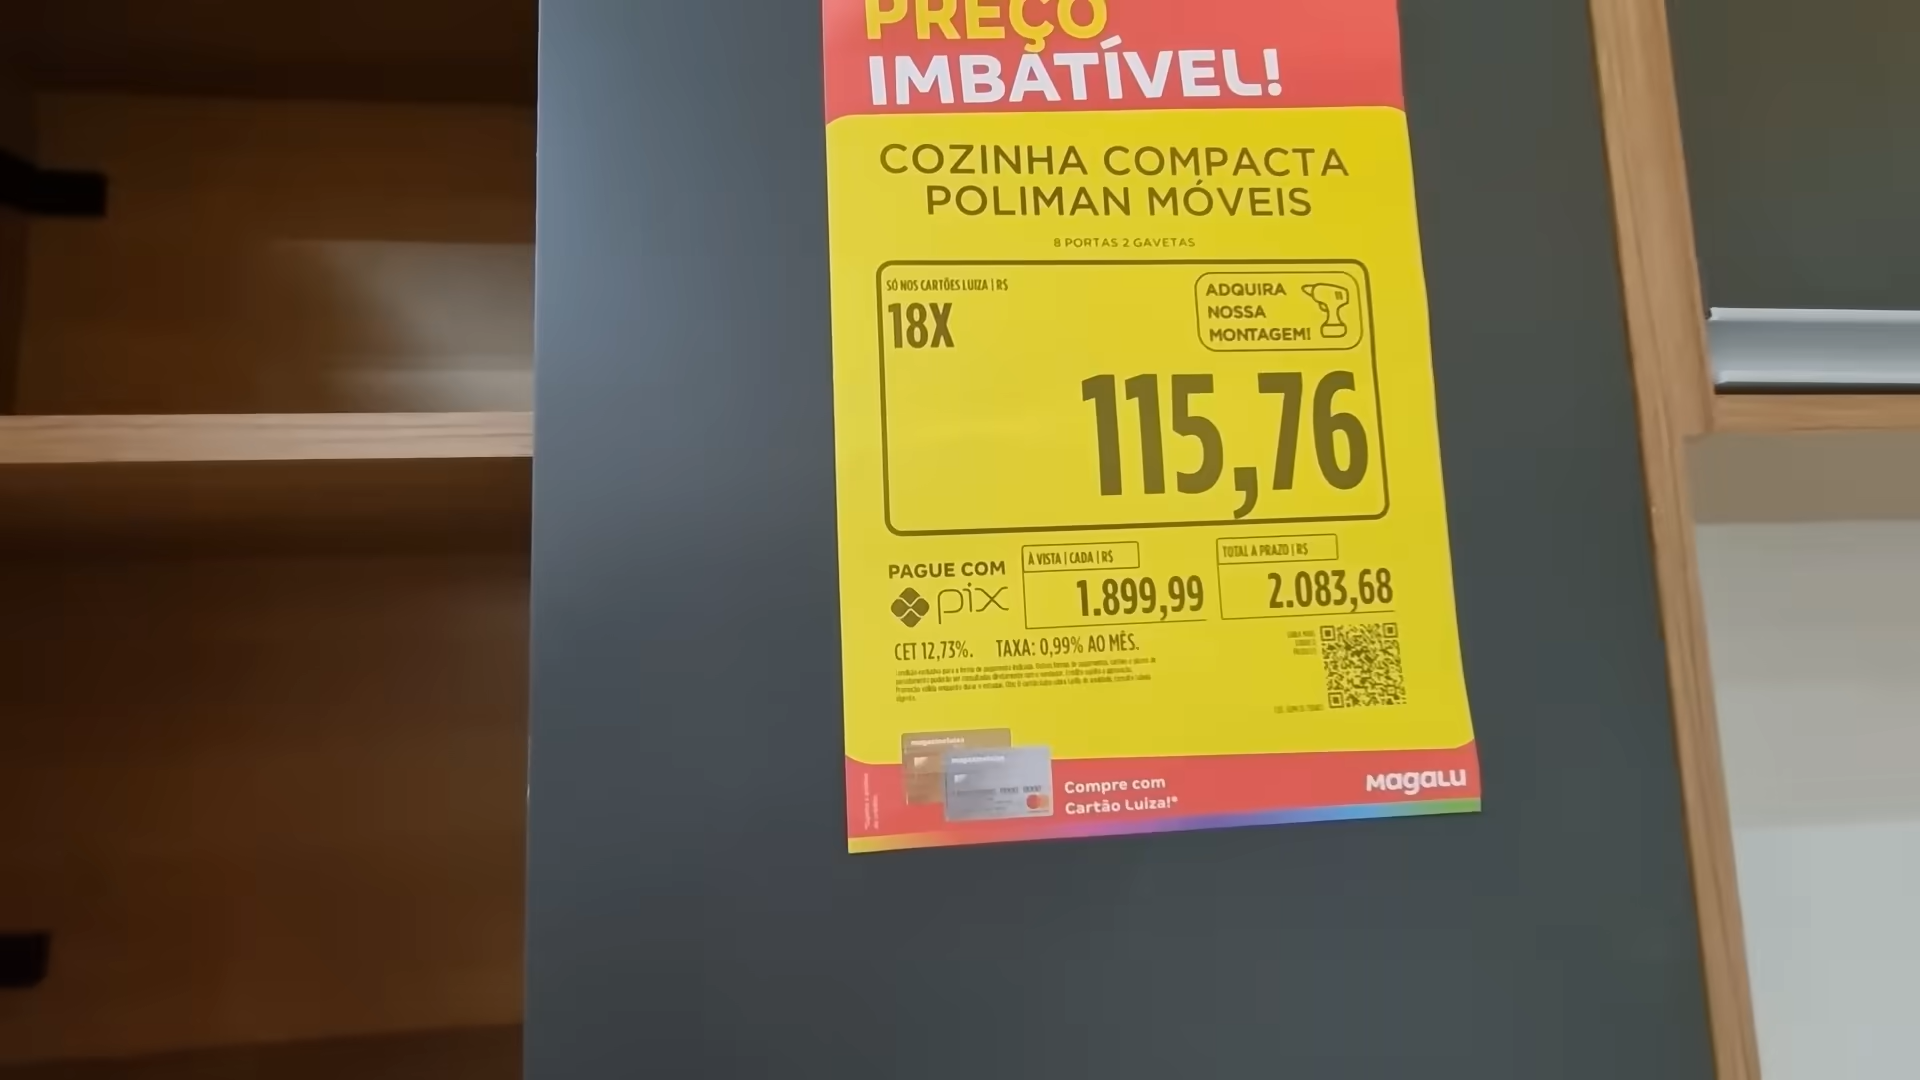 PREÇO
IMBATÍVEL!
COZINHA COMPACTA
POLIMAN MÓVEIS
8 PORTAS 2 GAVETAS
SÓ NOS CARTÕES LUIZA | R$
18X
ADQUIRA
NOSSA
MONTAGEM!
115,76
PAGUE COM
pix
À VISTA | CADA | R$
1.899,99
TOTAL A PRAZO | R$
2.083,68
CET 12,73%. TAXA: 0,99% AO MÊS.
magazineluiza
magazineluiza
Compre com
Cartão Luiza!*
Magalu